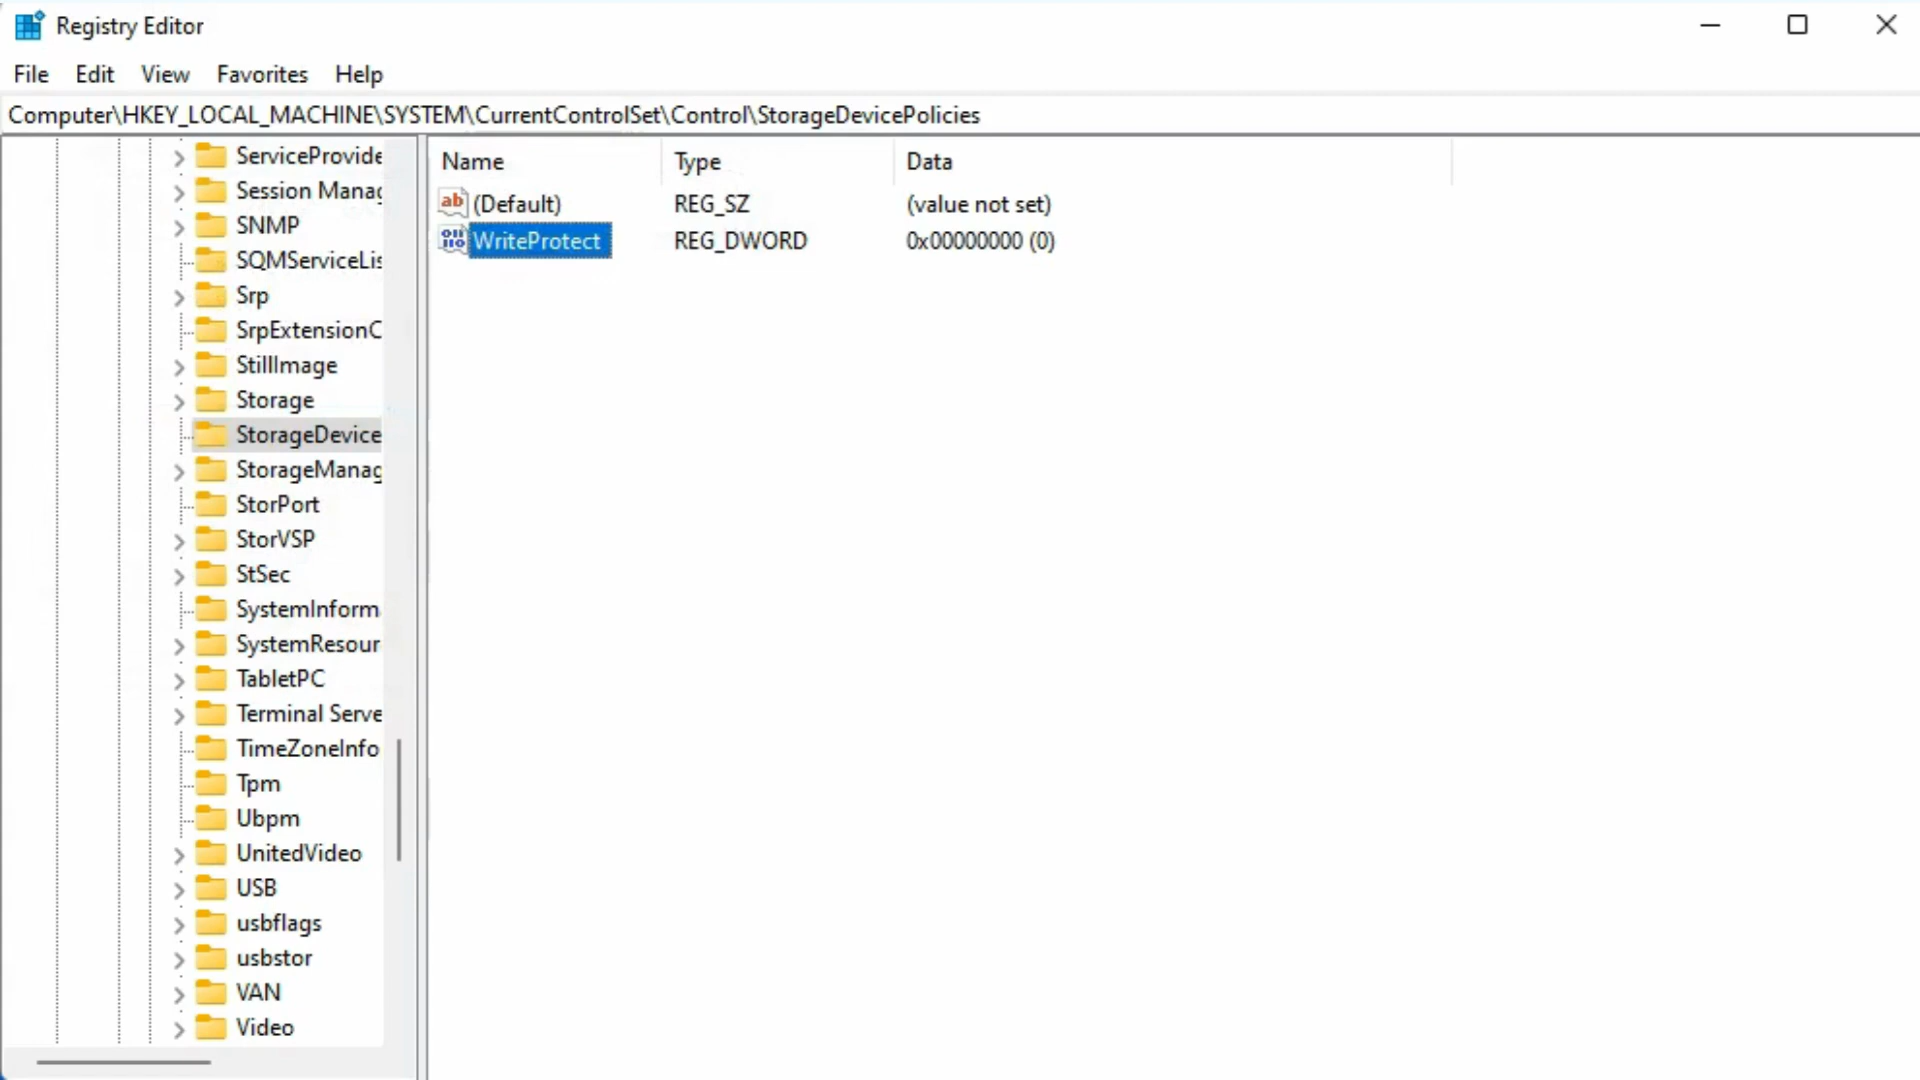 Registry Editor
File Edit View Favorites Help
Computer\HKEY_LOCAL_MACHINE\SYSTEM\CurrentControlSet\Control\StorageDevicePolicies
ServiceProvide
Session Manag
SNMP
SQMServiceLis
Srp
SrpExtensionC
StillImage
Storage
StorageDevice
StorageManag
StorPort
StorVSP
StSec
SystemInforma
SystemResour
TabletPC
Terminal Serve
TimeZoneInfo
Tpm
Ubpm
UnitedVideo
USB
usbflags
usbstor
VAN
Video
Name Type Data
(Default) REG_SZ (value not set)
WriteProtect REG_DWORD 0x00000000 (0)